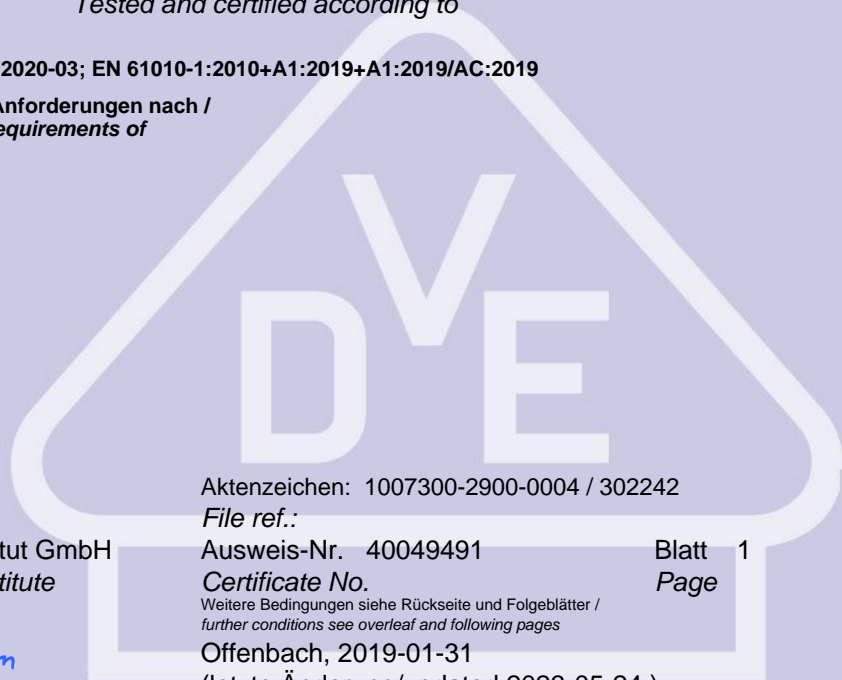 Tested and certified according to
2020-03; EN 61010-1:2010+A1:2019+A1:2019/AC:2019
Anforderungen nach /
equirements of
V
D E
Aktenzeichen: 1007300-2900-0004 / 302242
File ref.:
tut GmbH Ausweis-Nr. 40049491 Blatt 1
titute Certificate No. Page
Weitere Bedingungen siehe Rückseite und Folgeblätter /
further conditions see overleaf and following pages
Offenbach, 2019-01-31